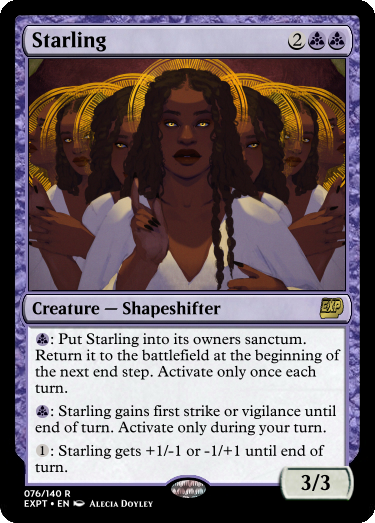 Starling 2
EXP
Creature — Shapeshifter
: Put Starling into its owners sanctum.
Return it to the battlefield at the beginning of
the next end step. Activate only once each
turn.
: Starling gains first strike or vigilance until
end of turn. Activate only during your turn.
1: Starling gets +1/-1 or -1/+1 until end of
turn.
3/3
076/140 R
EXPT • EN Alecia Doyley